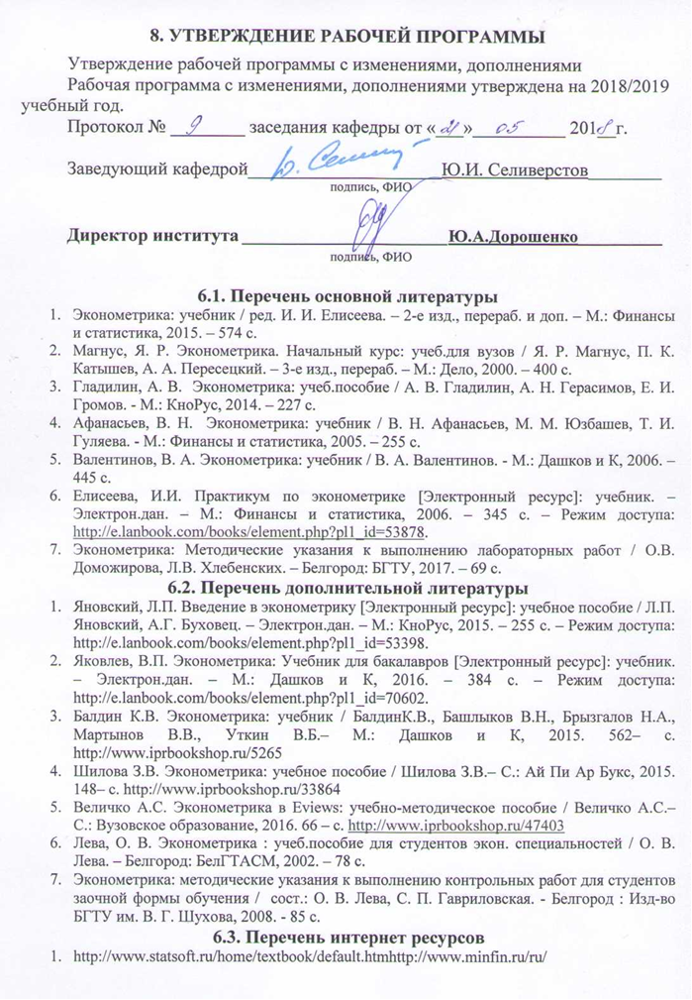 8. УТВЕРЖДЕНИЕ РАБОЧЕЙ ПРОГРАММЫ
Утверждение рабочей программы с изменениями, дополнениями
Рабочая программа с изменениями, дополнениями утверждена на 2018/2019
учебный год.
Протокол № 9 заседания кафедры от «21» 05 2018 г.
Заведующий кафедрой Ю.И. Селиверстов
подпись, ФИО
Директор института Ю.А.Дорошенко
подпись, ФИО
6.1. Перечень основной литературы
1. Эконометрика: учебник / ред. И. И. Елисеева. – 2-е изд., перераб. и доп. – М.: Финансы
и статистика, 2015. – 574 с.
2. Магнус, Я. Р. Эконометрика. Начальный курс: учеб.для вузов / Я. Р. Магнус, П. К.
Катышев, А. А. Пересецкий. – 3-е изд., перераб. – М.: Дело, 2000. – 400 с.
3. Гладилин, А. В. Эконометрика: учеб.пособие / А. В. Гладилин, А. Н. Герасимов, Е. И.
Громов. - М.: КноРус, 2014. – 227 с.
4. Афанасьев, В. Н. Эконометрика: учебник / В. Н. Афанасьев, М. М. Юзбашев, Т. И.
Гуляева. - М.: Финансы и статистика, 2005. – 255 с.
5. Валентинов, В. А. Эконометрика: учебник / В. А. Валентинов. - М.: Дашков и К, 2006. –
445 с.
6. Елисеева, И.И. Практикум по эконометрике [Электронный ресурс]: учебник. –
Электрон.дан. – М.: Финансы и статистика, 2006. – 345 с. – Режим доступа:
http://e.lanbook.com/books/element.php?pl1_id=53878.
7. Эконометрика: Методические указания к выполнению лабораторных работ / О.В.
Доможирова, Л.В. Хлебенских. – Белгород: БГТУ, 2017. – 69 с.
6.2. Перечень дополнительной литературы
1. Яновский, Л.П. Введение в эконометрику [Электронный ресурс]: учебное пособие / Л.П.
Яновский, А.Г. Буховец. – Электрон.дан. – М.: КноРус, 2015. – 255 с. – Режим доступа:
http://e.lanbook.com/books/element.php?pl1_id=53398.
2. Яковлев, В.П. Эконометрика: Учебник для бакалавров [Электронный ресурс]: учебник.
– Электрон.дан. – М.: Дашков и К, 2016. – 384 с. – Режим доступа:
http://e.lanbook.com/books/element.php?pl1_id=70602.
3. Балдин К.В. Эконометрика: учебник / БалдинК.В., Башлыков В.Н., Брызгалов Н.А.,
Мартынов В.В., Уткин В.Б.– М.: Дашков и К, 2015. 562– с.
http://www.iprbookshop.ru/5265
4. Шилова З.В. Эконометрика: учебное пособие / Шилова З.В.– С.: Ай Пи Ар Букс, 2015.
148– с. http://www.iprbookshop.ru/33864
5. Величко А.С. Эконометрика в Eviews: учебно-методическое пособие / Величко А.С.–
С.: Вузовское образование, 2016. 66 – с. http://www.iprbookshop.ru/47403
6. Лева, О. В. Эконометрика : учеб.пособие для студентов экон. специальностей / О. В.
Лева. – Белгород: БелГТАСМ, 2002. – 78 с.
7. Эконометрика: методические указания к выполнению контрольных работ для студентов
заочной формы обучения / сост.: О. В. Лева, С. П. Гавриловская. - Белгород : Изд-во
БГТУ им. В. Г. Шухова, 2008. - 85 с.
6.3. Перечень интернет ресурсов
1. http://www.statsoft.ru/home/textbook/default.htmhttp://www.minfin.ru/ru/